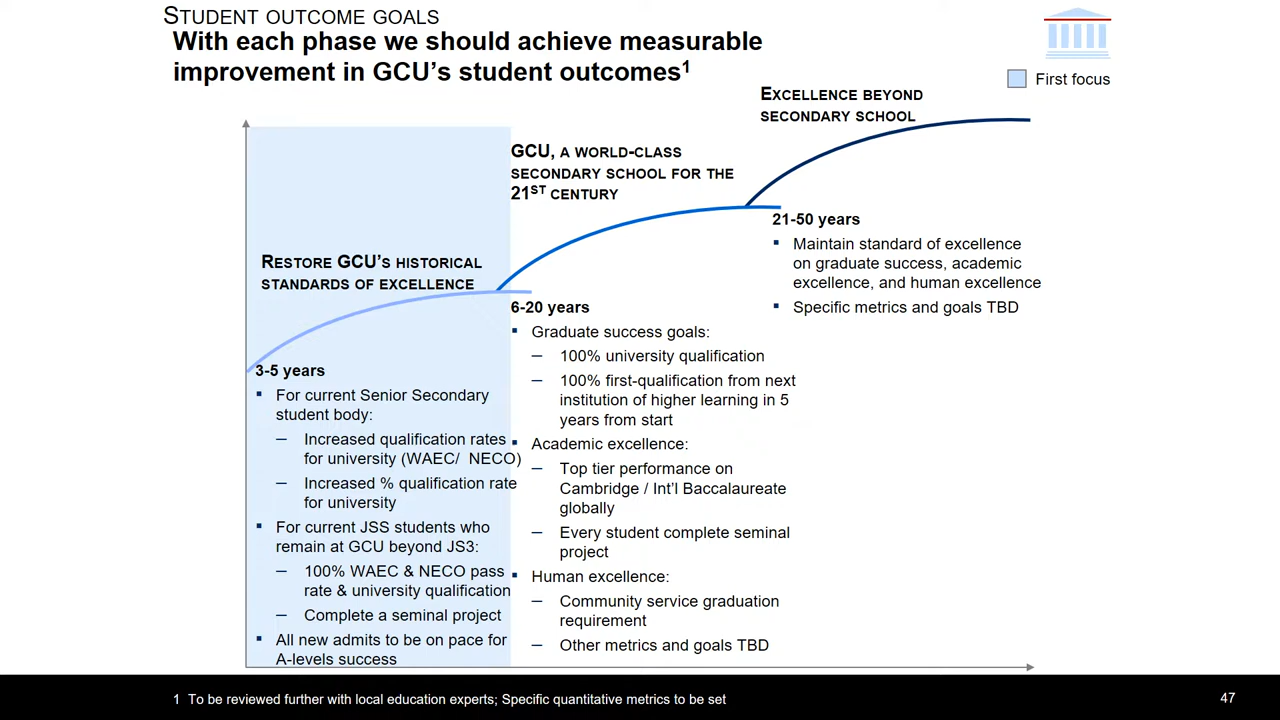 STUDENT OUTCOME GOALS
With each phase we should achieve measurable
improvement in GCU's student outcomes1
First focus
EXCELLENCE BEYOND
SECONDARY SCHOOL
GCU, A WORLD-CLASS
SECONDARY SCHOOL FOR THE
21ST CENTURY
RESTORE GCU'S HISTORICAL
STANDARDS OF EXCELLENCE
3-5 years
▪ For current Senior Secondary
student body:
– Increased qualification rates
for university (WAEC/ NECO)
– Increased % qualification rate
for university
▪ For current JSS students who
remain at GCU beyond JS3:
– 100% WAEC & NECO pass
rate & university qualification
– Complete a seminal project
▪ All new admits to be on pace for
A-levels success
6-20 years
▪ Graduate success goals:
– 100% university qualification
– 100% first-qualification from next
institution of higher learning in 5
years from start
▪ Academic excellence:
– Top tier performance on
Cambridge / Int'l Baccalaureate
globally
– Every student complete seminal
project
▪ Human excellence:
– Community service graduation
requirement
– Other metrics and goals TBD
21-50 years
▪ Maintain standard of excellence
on graduate success, academic
excellence, and human excellence
▪ Specific metrics and goals TBD
1 To be reviewed further with local education experts; Specific quantitative metrics to be set
47